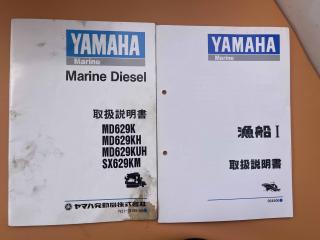 YAMAHA
Marine
Marine Diesel
取扱説明書
MD629K
MD629KH
MD629KUH
SX629KM
ヤマハ発動機株式会社
YAMAHA
Marine
漁船 I
取扱説明書